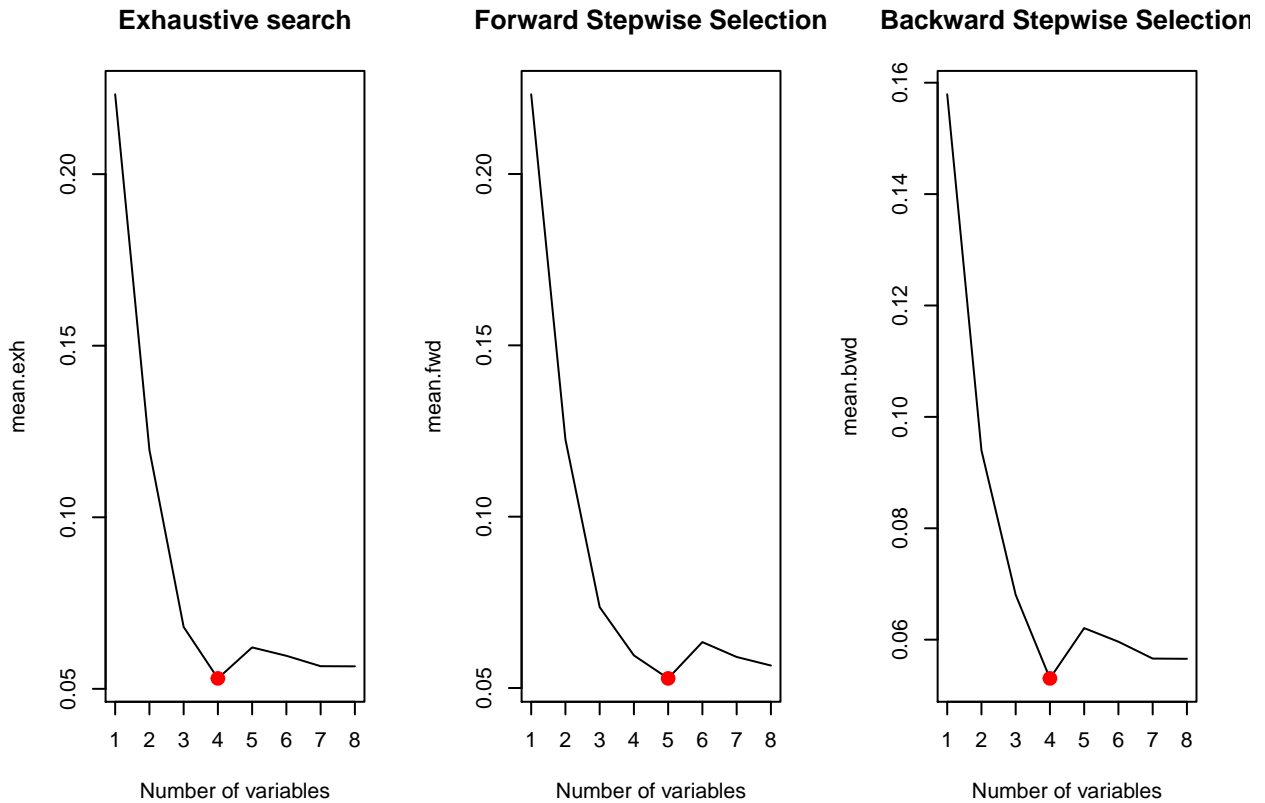 Exhaustive search
mean.exh
0.20
0.15
0.10
0.05
1 2 3 4 5 6 7 8
Number of variables
Forward Stepwise Selection
mean.fwd
0.20
0.15
0.10
0.05
1 2 3 4 5 6 7 8
Number of variables
Backward Stepwise Selection
mean.bwd
0.16
0.14
0.12
0.10
0.08
0.06
1 2 3 4 5 6 7 8
Number of variables